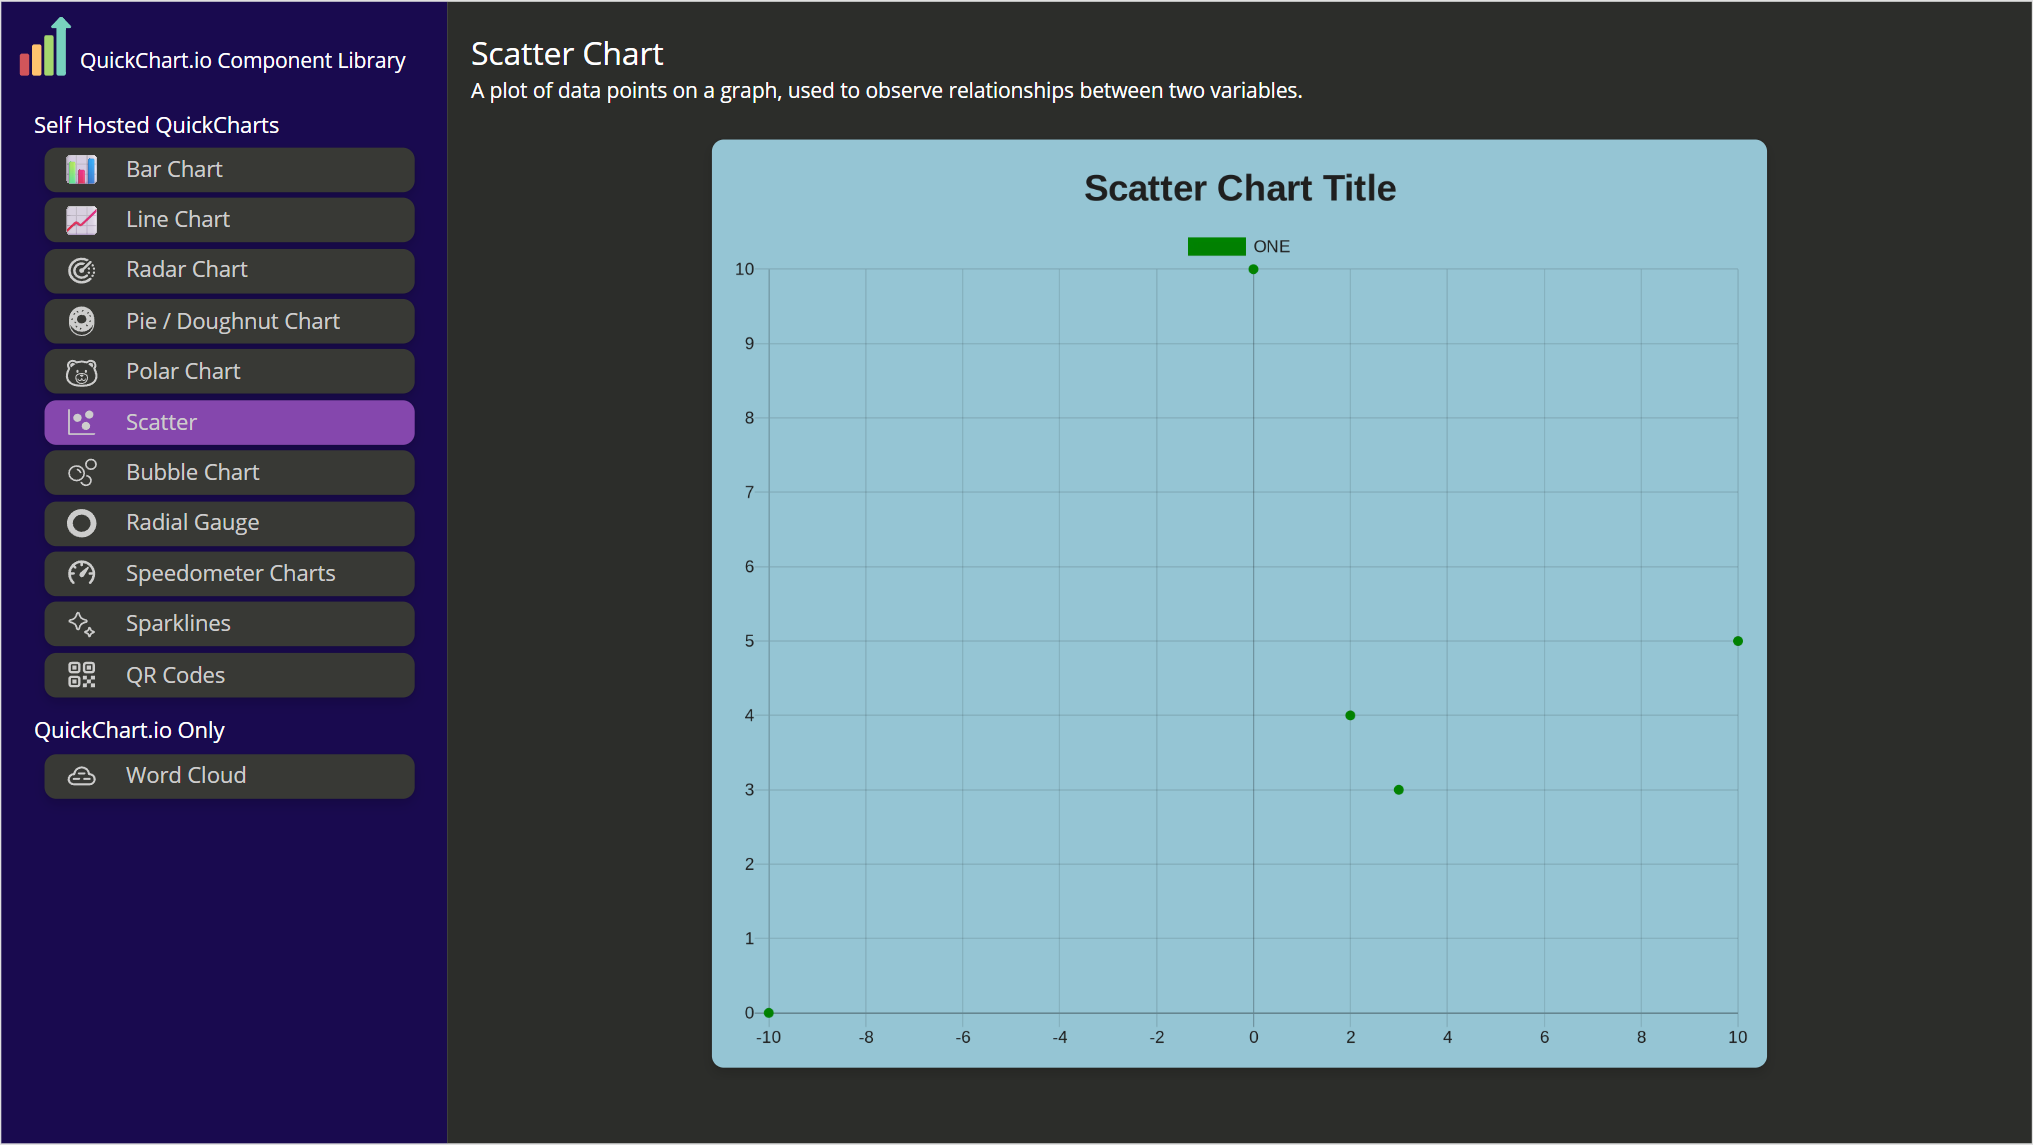 QuickChart.io Component Library
Self Hosted QuickCharts
Bar Chart
Line Chart
Radar Chart
Pie / Doughnut Chart
Polar Chart
Scatter
Bubble Chart
Radial Gauge
Speedometer Charts
Sparklines
QR Codes
QuickChart.io Only
Word Cloud
Scatter Chart
A plot of data points on a graph, used to observe relationships between two variables.
Scatter Chart Title
ONE
10
9
8
7
6
5
4
3
2
1
0
-10 -8 -6 -4 -2 0 2 4 6 8 10